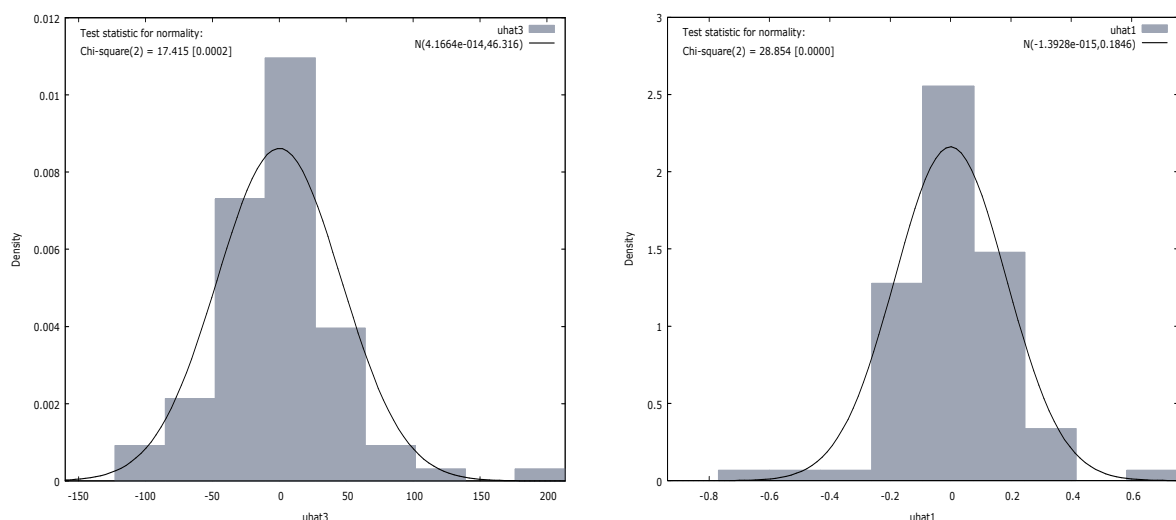 Test statistic for normality:
Chi-square(2) = 17.415 [0.0002]
uhat3
N(4.1664e-014,46.316)
0.012
0.01
0.008
0.006
0.004
0.002
0
Density
-150
-100
-50
0
50
100
150
200
uhat3
Test statistic for normality:
Chi-square(2) = 28.854 [0.0000]
uhat1
N(-1.3928e-015,0.1846)
3
2.5
2
1.5
1
0.5
0
Density
-0.8
-0.6
-0.4
-0.2
0
0.2
0.4
0.6
uhat1